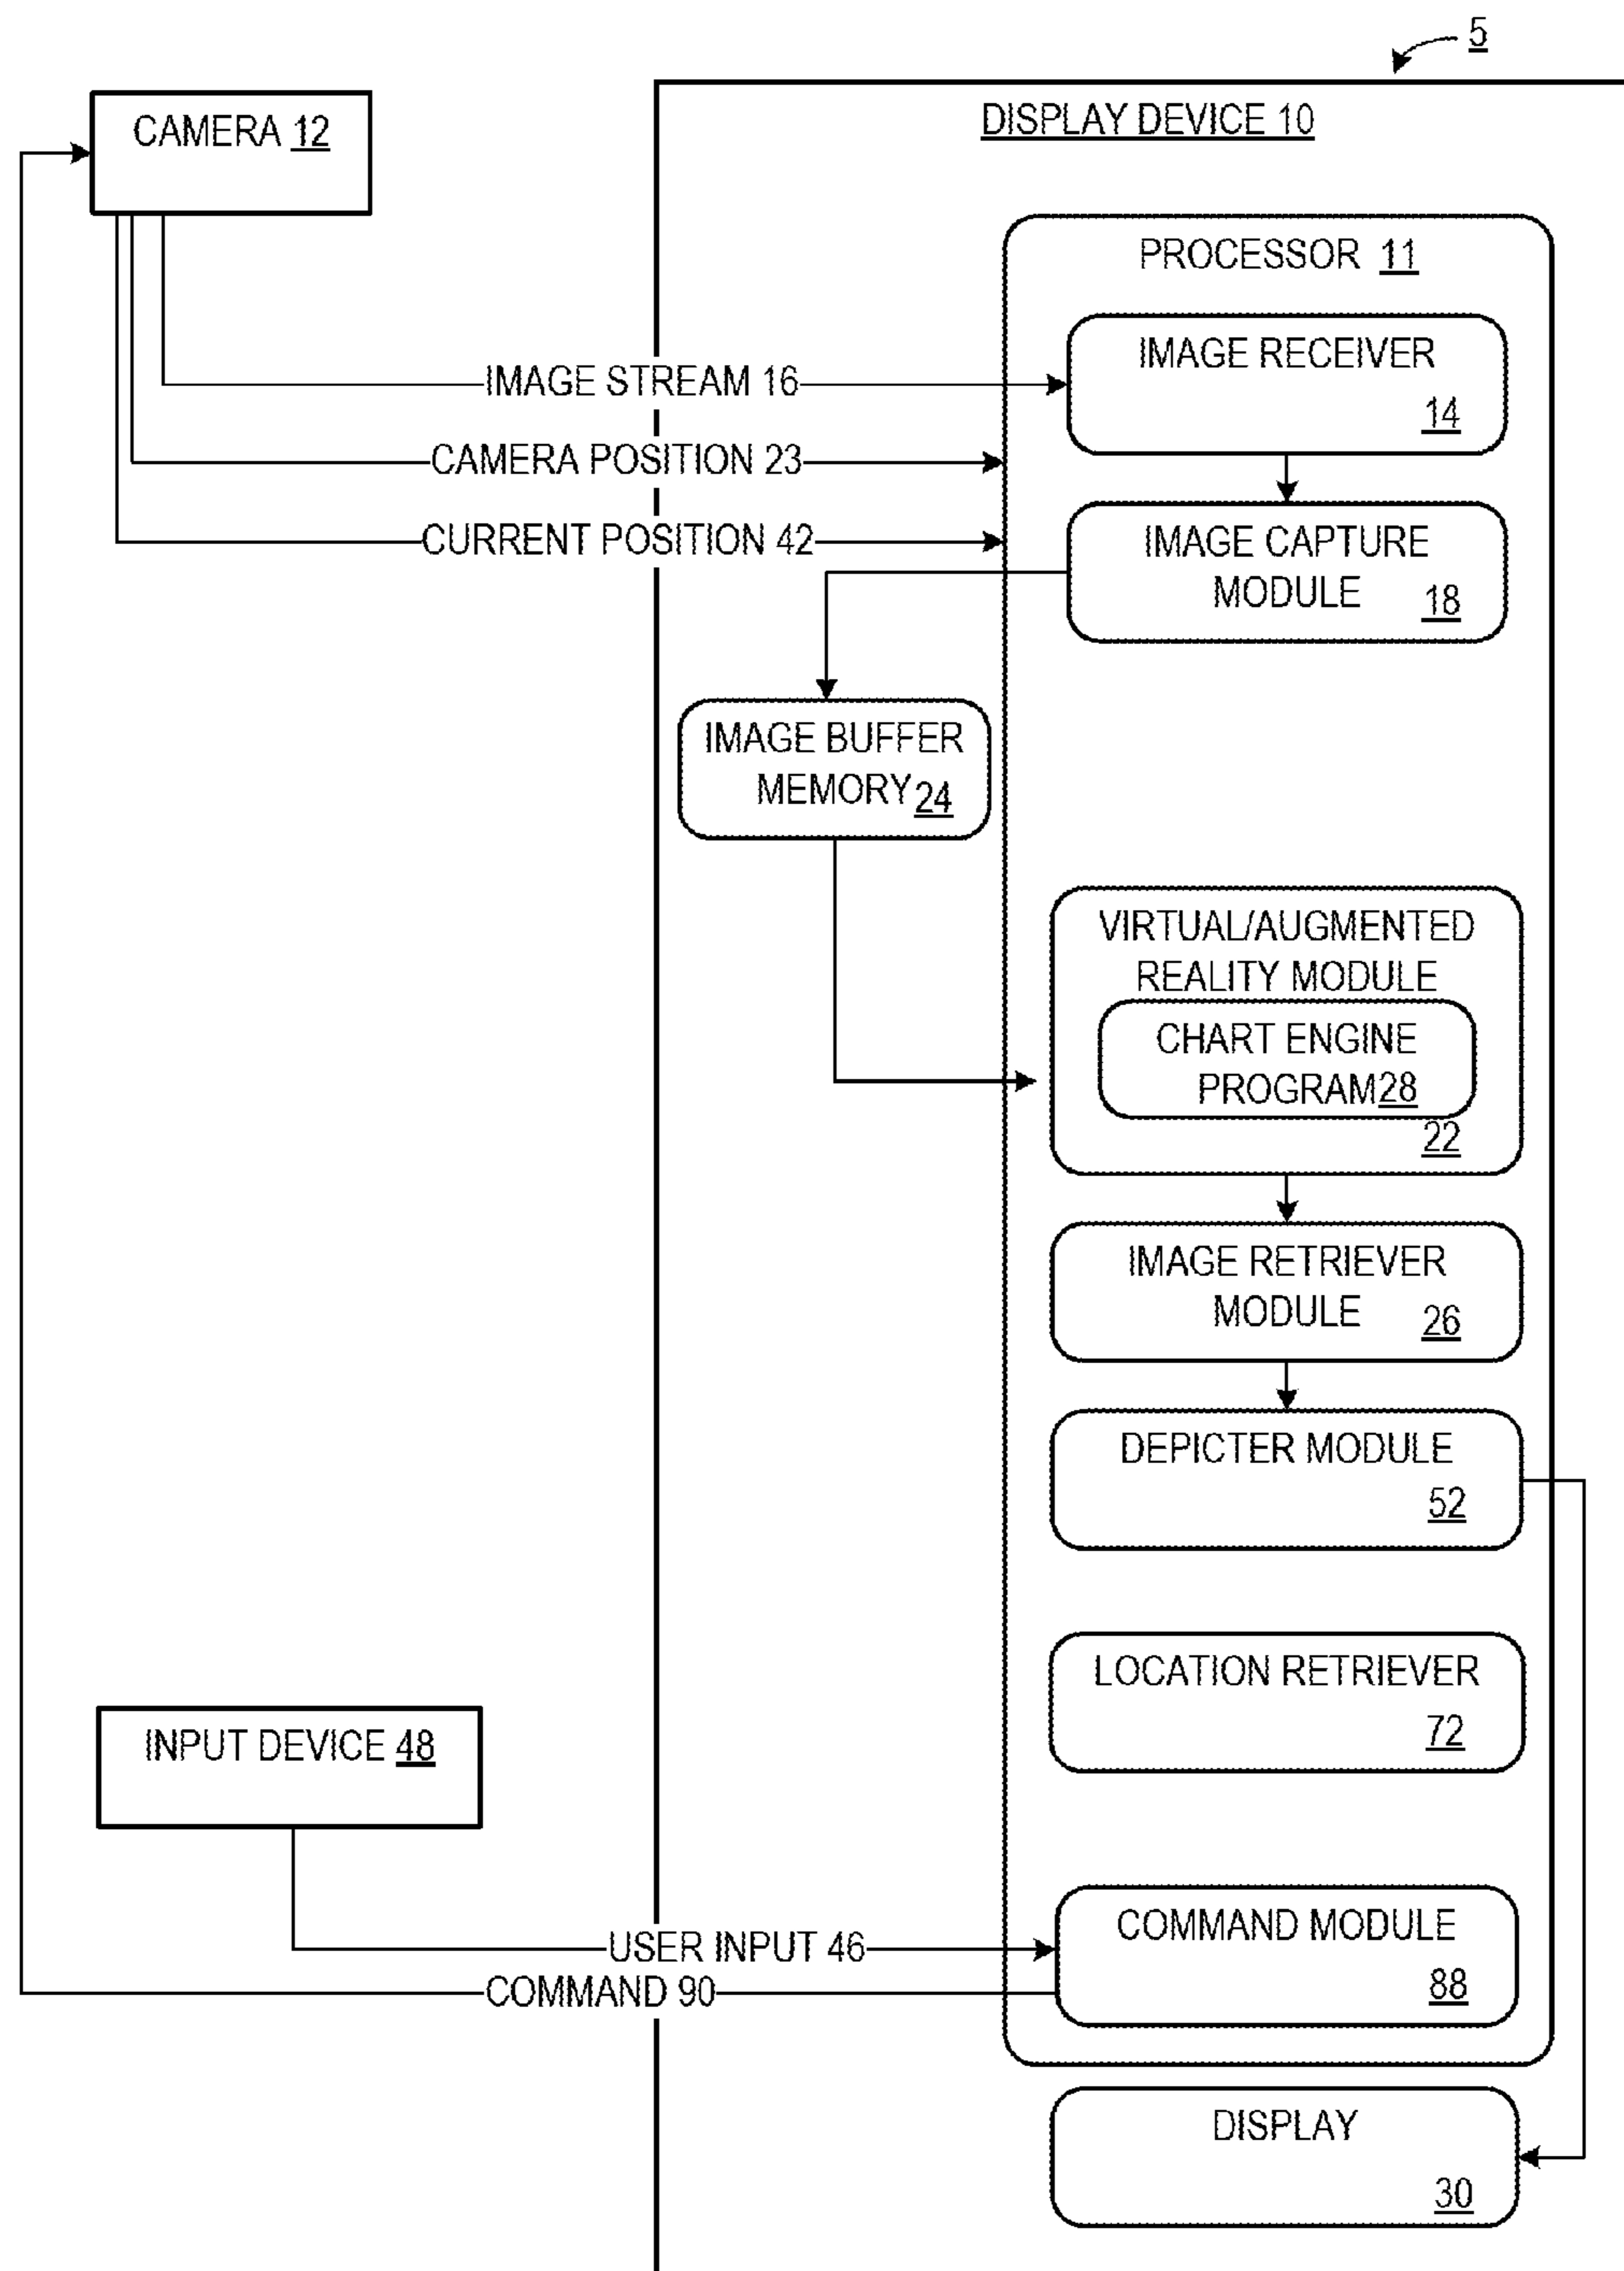 5
DISPLAY DEVICE 10
CAMERA 12
PROCESSOR 11
IMAGE RECEIVER
14
IMAGE STREAM 16
CAMERA POSITION 23
CURRENT POSITION 42
IMAGE CAPTURE
MODULE 18
IMAGE BUFFER
MEMORY 24
VIRTUAL/AUGMENTED
REALITY MODULE
CHART ENGINE
PROGRAM 28
22
IMAGE RETRIEVER
MODULE 26
DEPICTER MODULE
52
LOCATION RETRIEVER
72
INPUT DEVICE 48
COMMAND MODULE
88
USER INPUT 46
COMMAND 90
DISPLAY
30